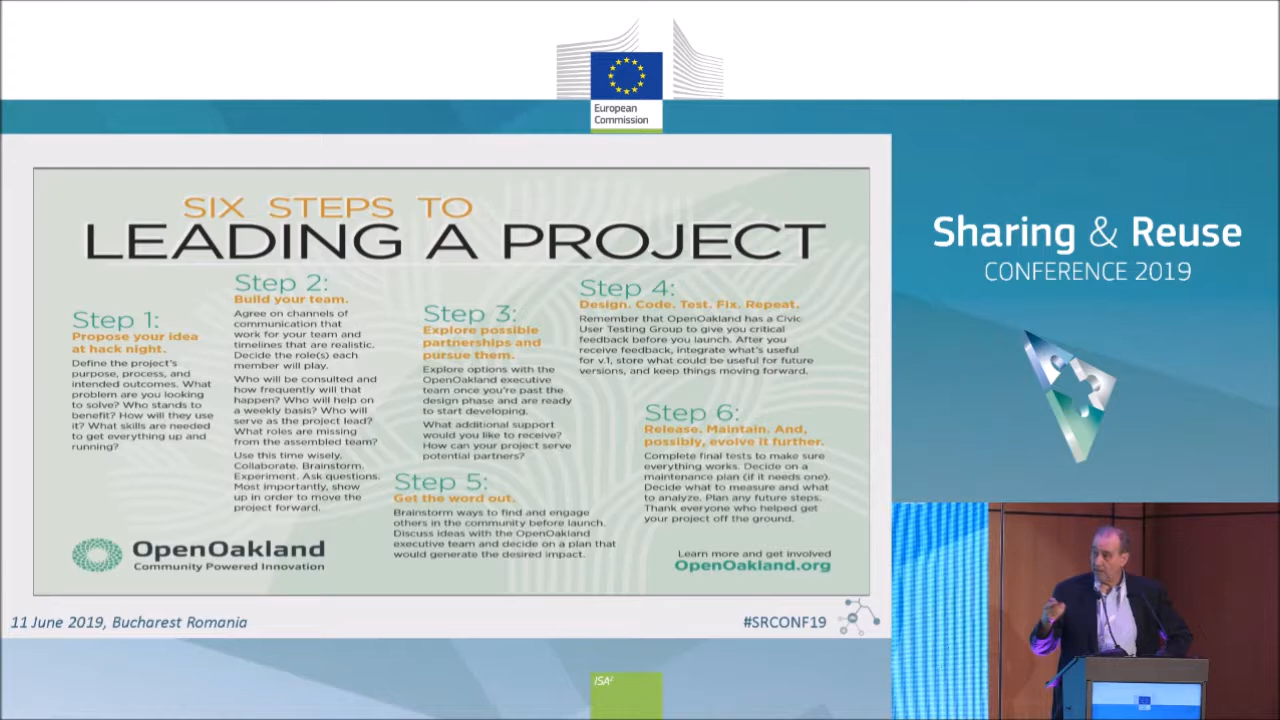 European
Commission
SIX STEPS TO
LEADING A PROJECT
Step 1:
Propose your idea
at hack night.
Define the project's
purpose, process, and
intended outcomes. What
problem are you looking
to solve? Who stands to
benefit? How will they use
it? What skills are needed
to get everything up and
running?
Step 2:
Build your team.
Agree on channels of
communication that
work for your team and
timelines that are realistic.
Decide the role(s) each
member will play.
Who will be consulted and
how frequently will that
happen? Who will help on
a weekly basis? Who will
serve as the project lead?
What roles are missing
from the assembled team?
Use this time wisely.
Collaborate. Brainstorm.
Experiment. Ask questions.
Most importantly, show
up in order to move the
project forward.
Step 3:
Explore possible
partnerships and
pursue them.
Explore options with the
OpenOakland executive
team once you're past the
design phase and are ready
to start developing.
What additional support
would you like to receive?
How can your project serve
potential partners?
Step 4:
Design. Code. Test. Fix. Repeat.
Remember that OpenOakland has a Civic
User Testing Group to give you critical
feedback before you launch. After you
receive feedback, integrate what's useful
for v.1, store what could be useful for future
versions, and keep things moving forward.
Step 5:
Get the word out.
Brainstorm ways to find and engage
others in the community before launch.
Discuss ideas with the OpenOakland
executive team and decide on a plan that
would generate the desired impact.
Step 6:
Release. Maintain. And,
possibly, evolve it further.
Complete final tests to make sure
everything works. Decide on a
maintenance plan (if it needs one).
Decide what to measure and what
to analyze. Plan any future steps.
Thank everyone who helped get
your project off the ground.
OpenOakland
Community Powered Innovation
Learn more and get involved
OpenOakland.org
11 June 2019, Bucharest Romania
#SRCONF19
ISA²
Sharing & Reuse
CONFERENCE 2019